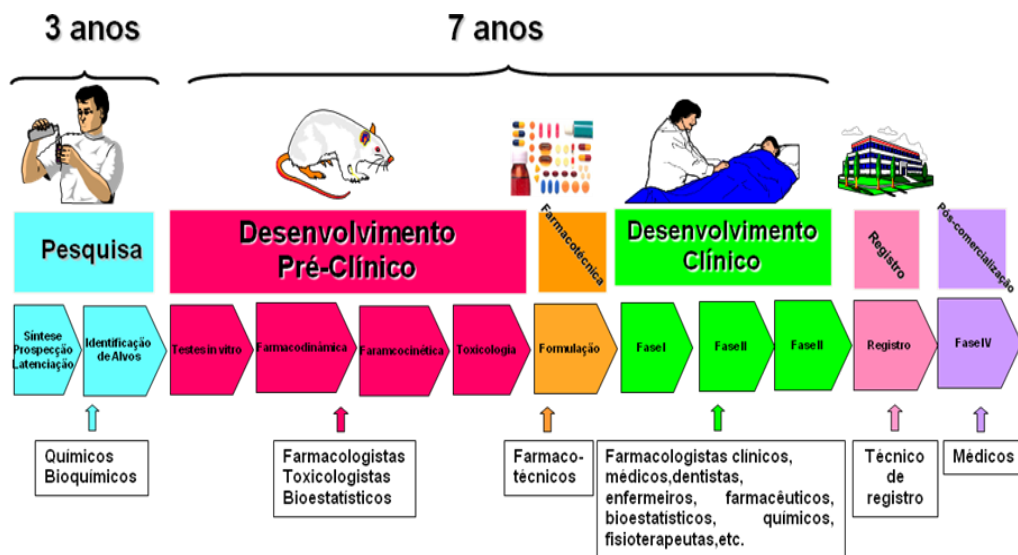 3 anos
7 anos
Pesquisa
Desenvolvimento
Pré-Clínico
Farmacotécnica
Desenvolvimento
Clínico
Registro
Pós-comercialização
Síntese
Prospecção
Latenciação
Identificação
de Alvos
Testes in vitro
Farmacodinâmica
Faramcocinética
Toxicologia
Formulação
Fase I
Fase II
Fase II
Registro
Fase IV
Químicos
Bioquímicos
Farmacologistas
Toxicologistas
Bioestatísticos
Farmaco-
técnicos
Farmacologistas clínicos,
médicos,dentistas,
enfermeiros, farmacêuticos,
bioestatísticos, químicos,
fisioterapeutas,etc.
Técnico
de
registro
Médicos